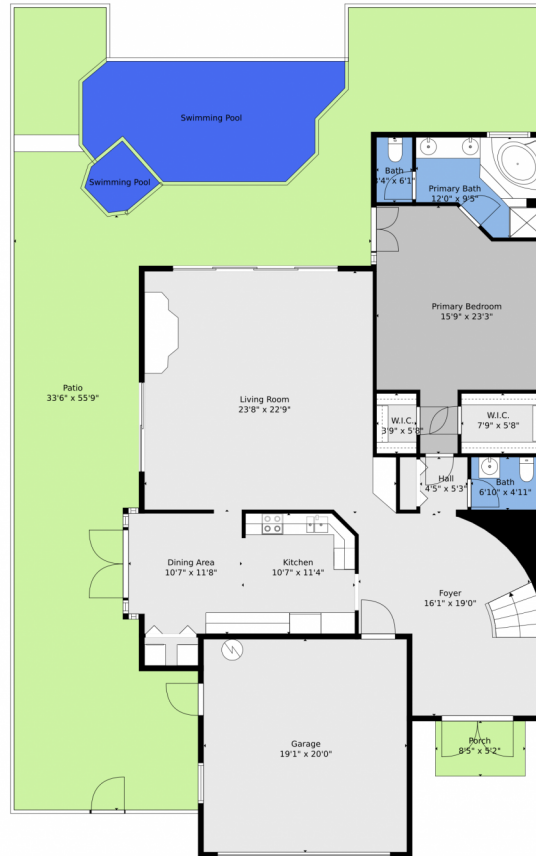 Swimming Pool
Swimming Pool
Bath
6'1"
Primary Bath
12'0" x 9'5"
Primary Bedroom
15'9" x 23'3"
Patio
33'6" x 55'9"
Living Room
23'8" x 22'9"
W.I.C.
3'9" x 5'8"
W.I.C.
7'9" x 5'8"
Hall
4'5" x 5'3"
Bath
6'10" x 4'11"
Dining Area
10'7" x 11'8"
Kitchen
10'7" x 11'4"
Foyer
16'1" x 19'0"
Porch
8'5" x 5'2"
Garage
19'1" x 20'0"